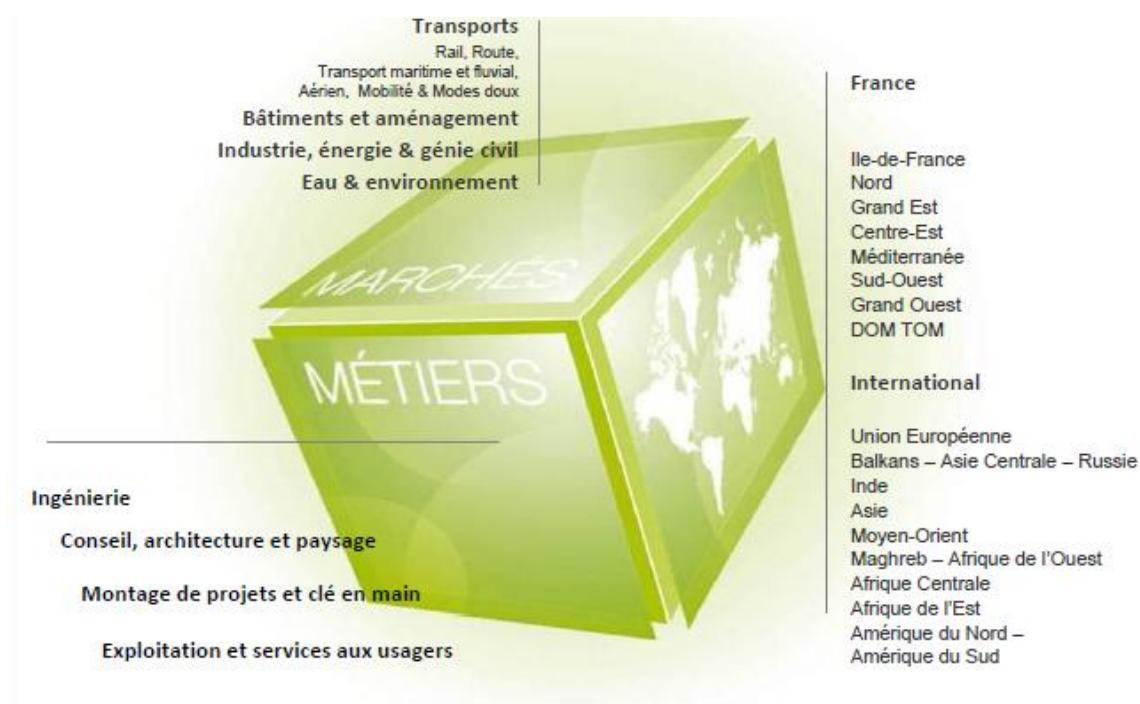 Transports
Rail, Route,
Transport maritime et fluvial,
Aérien, Mobilité & Modes doux
Bâtiments et aménagement
Industrie, énergie & génie civil
Eau & environnement
MARCHÉS
MÉTIERS
Ingénierie
Conseil, architecture et paysage
Montage de projets et clé en main
Exploitation et services aux usagers
France
Ile-de-France
Nord
Grand Est
Centre-Est
Méditerranée
Sud-Ouest
Grand Ouest
DOM TOM
International
Union Européenne
Balkans – Asie Centrale – Russie
Inde
Asie
Moyen-Orient
Maghreb – Afrique de l'Ouest
Afrique Centrale
Afrique de l'Est
Amérique du Nord –
Amérique du Sud